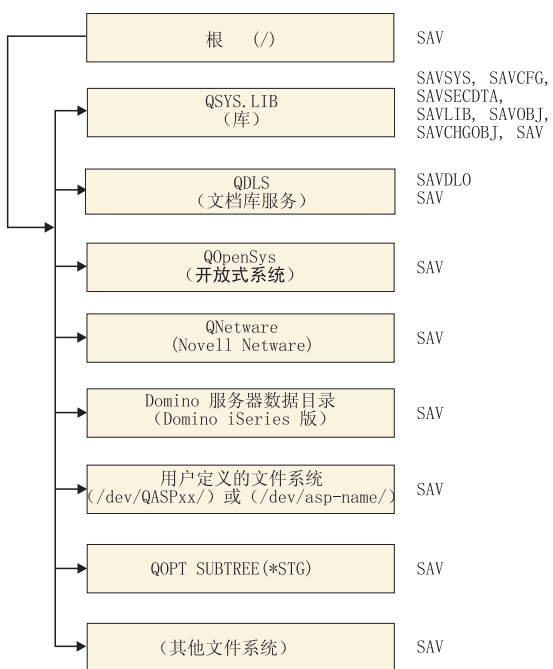 根 (/)
SAV
QSYS.LIB
（库）
SAVSYS, SAVCFG,
SAVSECDTA,
SAVLIB, SAVOBJ,
SAVCHGOBJ, SAV
QDLS
（文档库服务）
SAVDLO
SAV
QOpenSys
（开放式系统）
SAV
QNetware
(Novell Netware)
SAV
Domino 服务器数据目录
（Domino iSeries 版）
SAV
用户定义的文件系统
（/dev/QASPxx/）或（/dev/asp-name/）
SAV
QOPT SUBTREE(*STG)
SAV
（其他文件系统）
SAV